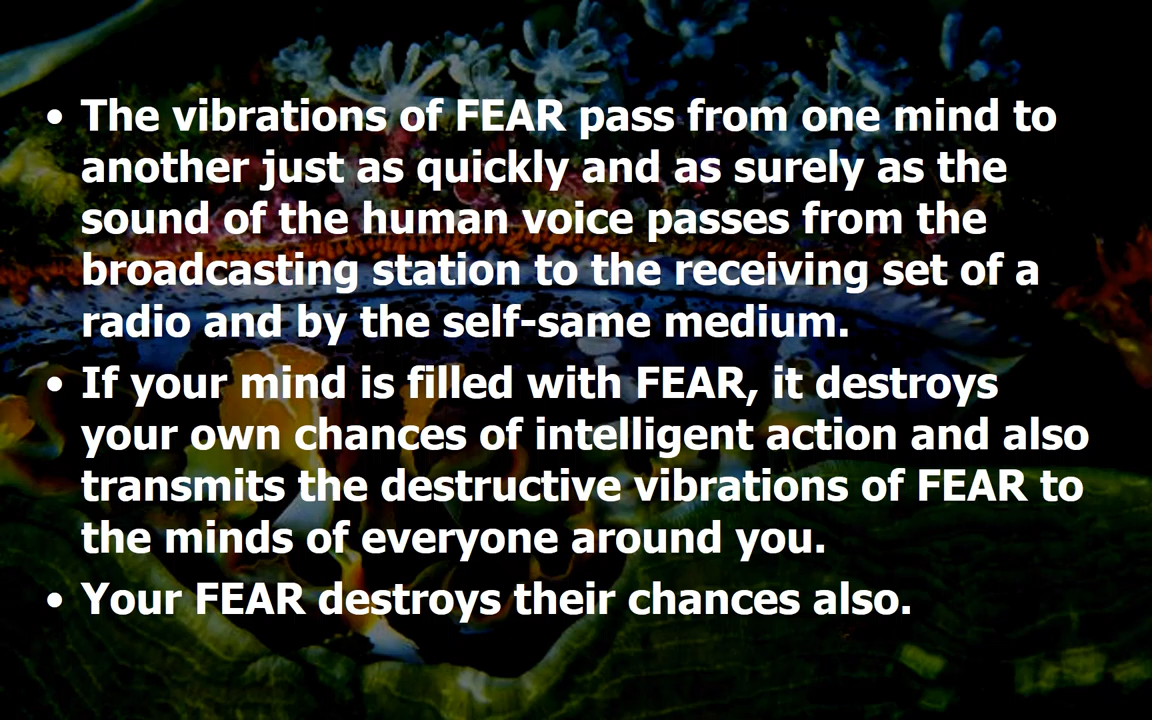 • The vibrations of FEAR pass from one mind to
another just as quickly and as surely as the
sound of the human voice passes from the
broadcasting station to the receiving set of a
radio and by the self-same medium.
• If your mind is filled with FEAR, it destroys
your own chances of intelligent action and also
transmits the destructive vibrations of FEAR to
the minds of everyone around you.
• Your FEAR destroys their chances also.